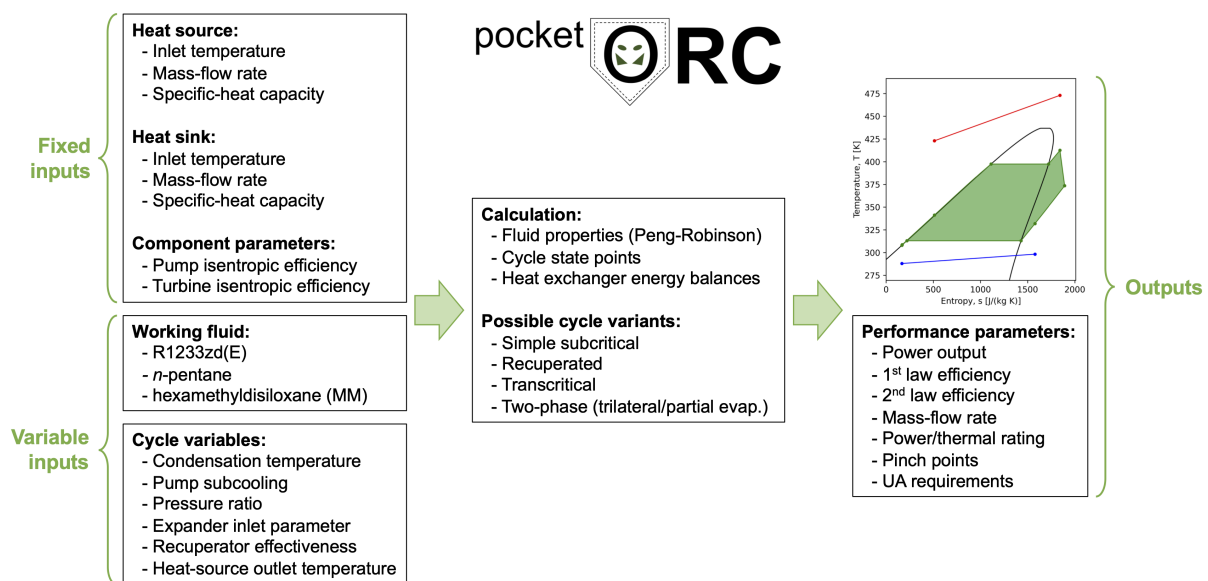 pocket ORC
Fixed
inputs
Heat source:
- Inlet temperature
- Mass-flow rate
- Specific-heat capacity
Heat sink:
- Inlet temperature
- Mass-flow rate
- Specific-heat capacity
Component parameters:
- Pump isentropic efficiency
- Turbine isentropic efficiency
Variable
inputs
Working fluid:
- R1233zd(E)
- n-pentane
- hexamethyldisiloxane (MM)
Cycle variables:
- Condensation temperature
- Pump subcooling
- Pressure ratio
- Expander inlet parameter
- Recuperator effectiveness
- Heat-source outlet temperature
Calculation:
- Fluid properties (Peng-Robinson)
- Cycle state points
- Heat exchanger energy balances
Possible cycle variants:
- Simple subcritical
- Recuperated
- Transcritical
- Two-phase (trilateral/partial evap.)
Temperature, T [K]
475
450
425
400
375
350
325
300
275
0 500 1000 1500 2000
Entropy, s [J/(kg K)]
Performance parameters:
- Power output
- 1st law efficiency
- 2nd law efficiency
- Mass-flow rate
- Power/thermal rating
- Pinch points
- UA requirements
Outputs